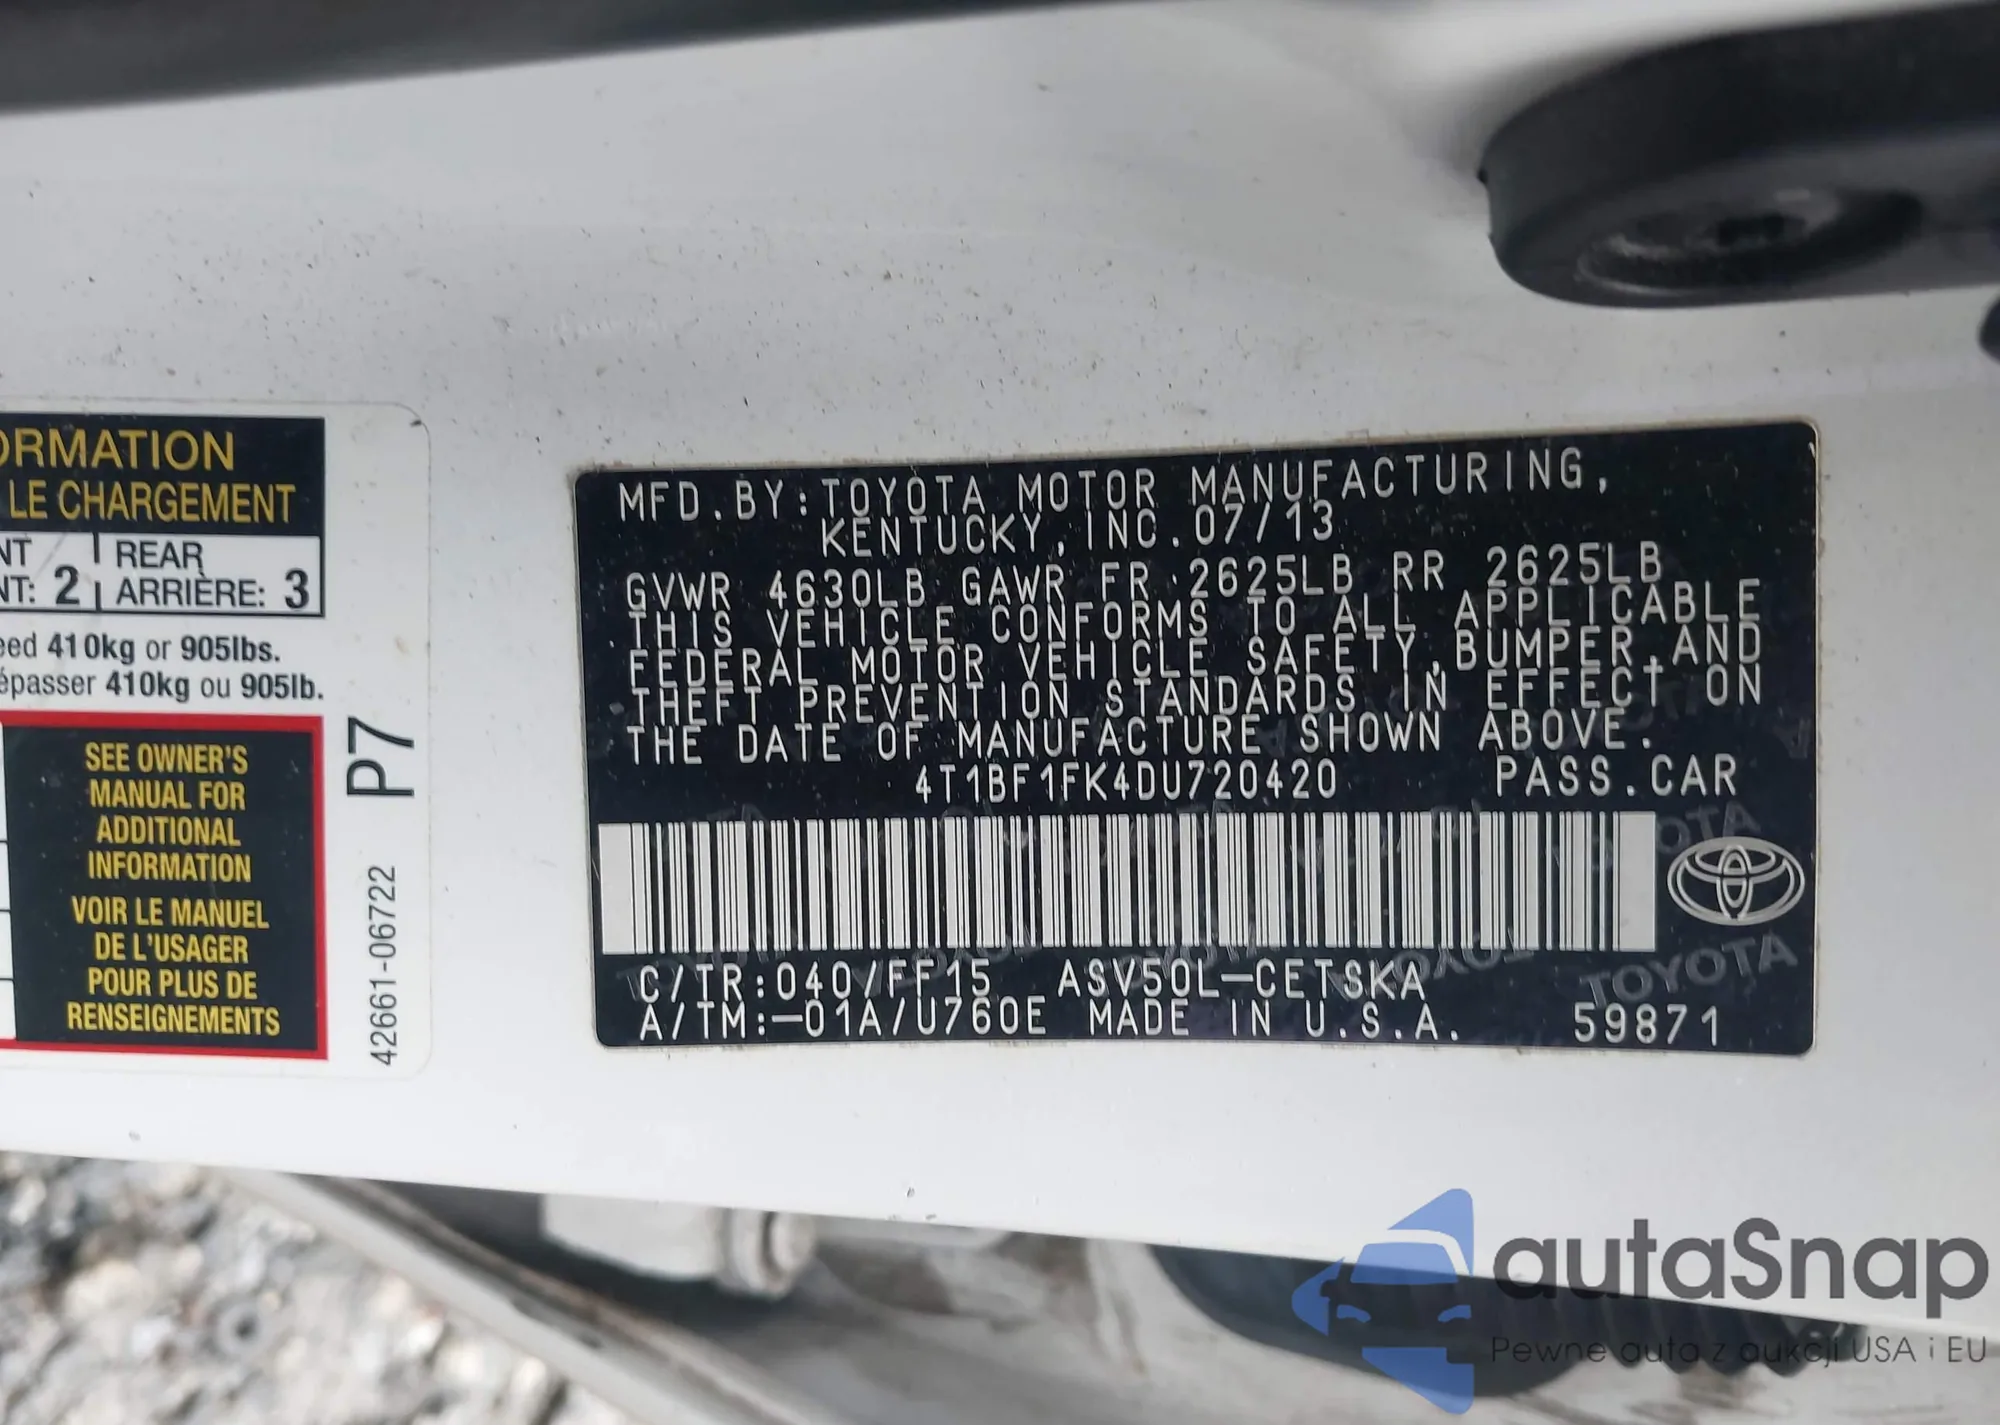 ORMATION
LE CHARGEMENT
NT
REAR
NT: 2
ARRIÈRE: 3
eed 410kg or 905lbs.
épasser 410kg ou 905lb.
SEE OWNER'S
MANUAL FOR
ADDITIONAL
INFORMATION
VOIR LE MANUEL
DE L'USAGER
POUR PLUS DE
RENSEIGNEMENTS
P7
42661-06722
MFD.BY:TOYOTA MOTOR MANUFACTURING,
KENTUCKY,INC.07/13
GVWR 4630LB GAWR FR 2625LB RR 2625LB
THIS VEHICLE CONFORMS TO ALL APPLICABLE
FEDERAL MOTOR VEHICLE SAFETY,BUMPER,AND
THEFT PREVENTION STANDARDS IN EFFECT ON
THE DATE OF MANUFACTURE SHOWN ABOVE.
4T1BF1FK4DU720420 PASS.CAR
C/TR:040/FF15 ASV50L-CETSKA
A/TM:-01A/U760E MADE IN U.S.A. 59871
TOYOTA
autaSnap
Pewne auta z aukcji USA i EU